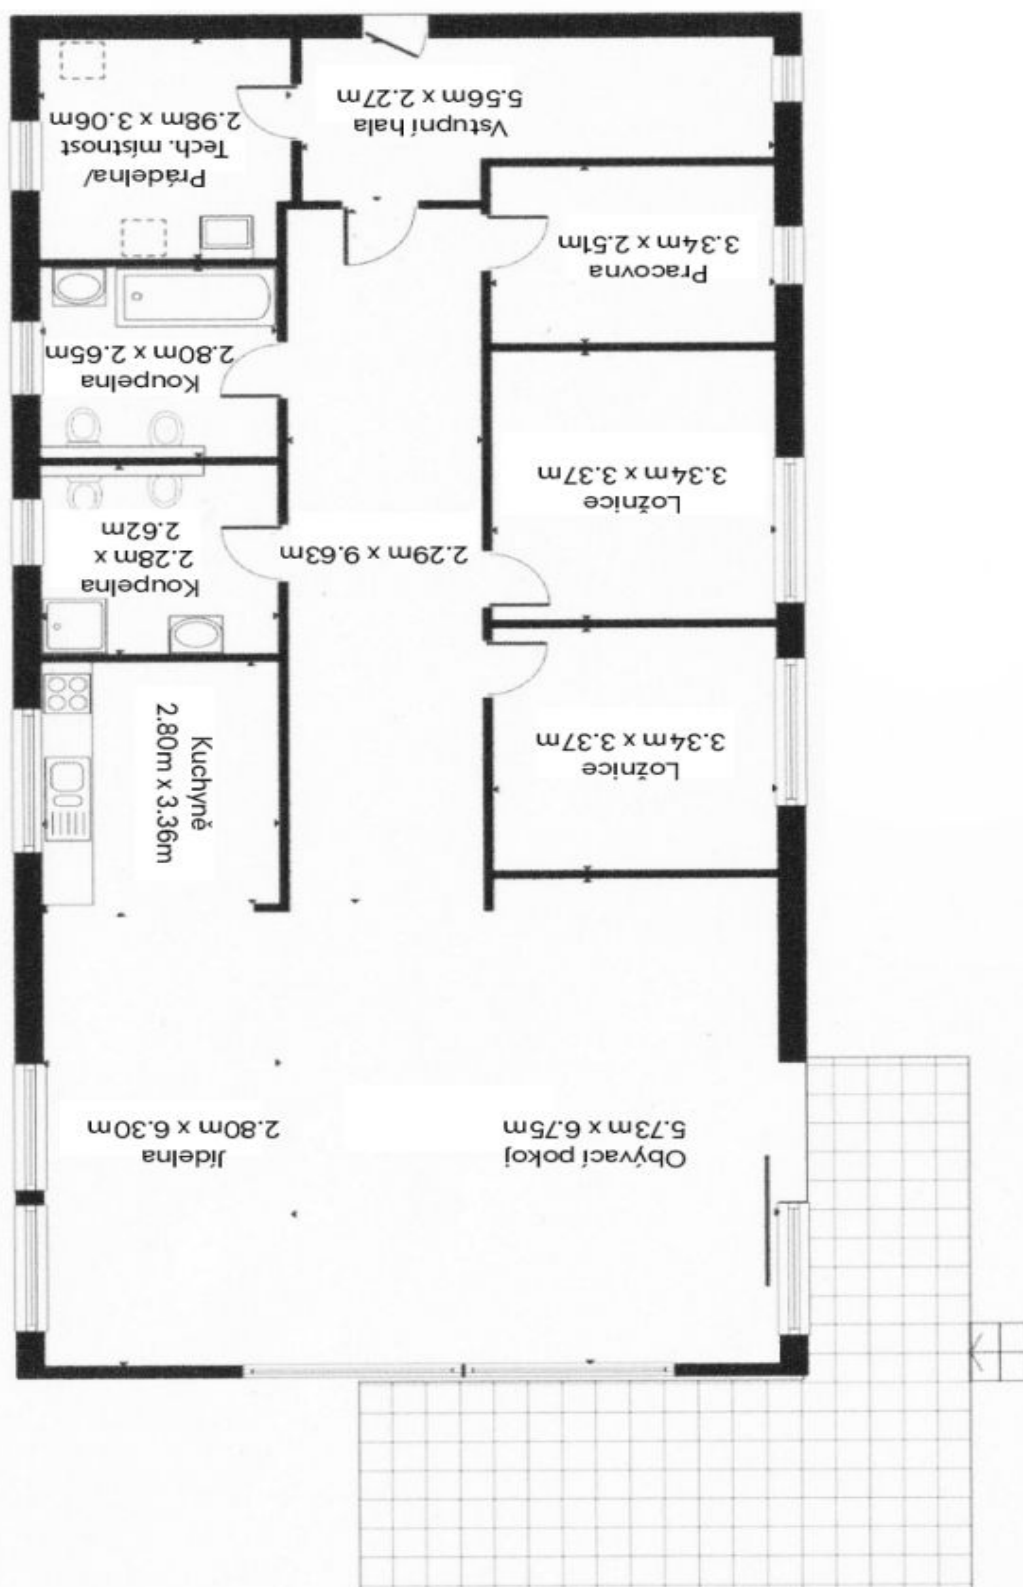 Vstupní hala
5.56m x 2.27m
Prádelna/
Tech. místnost
2.98m x 3.06m
Pracovna
3.34m x 2.51m
Koupelna
2.80m x 2.65m
Ložnice
3.34m x 3.37m
2.29m x 9.63m
Koupelna
2.28m x
2.62m
Ložnice
3.34m x 3.37m
Kuchyně
2.80m x 3.36m
Obývací pokoj
5.73m x 6.75m
Jídelna
2.80m x 6.30m